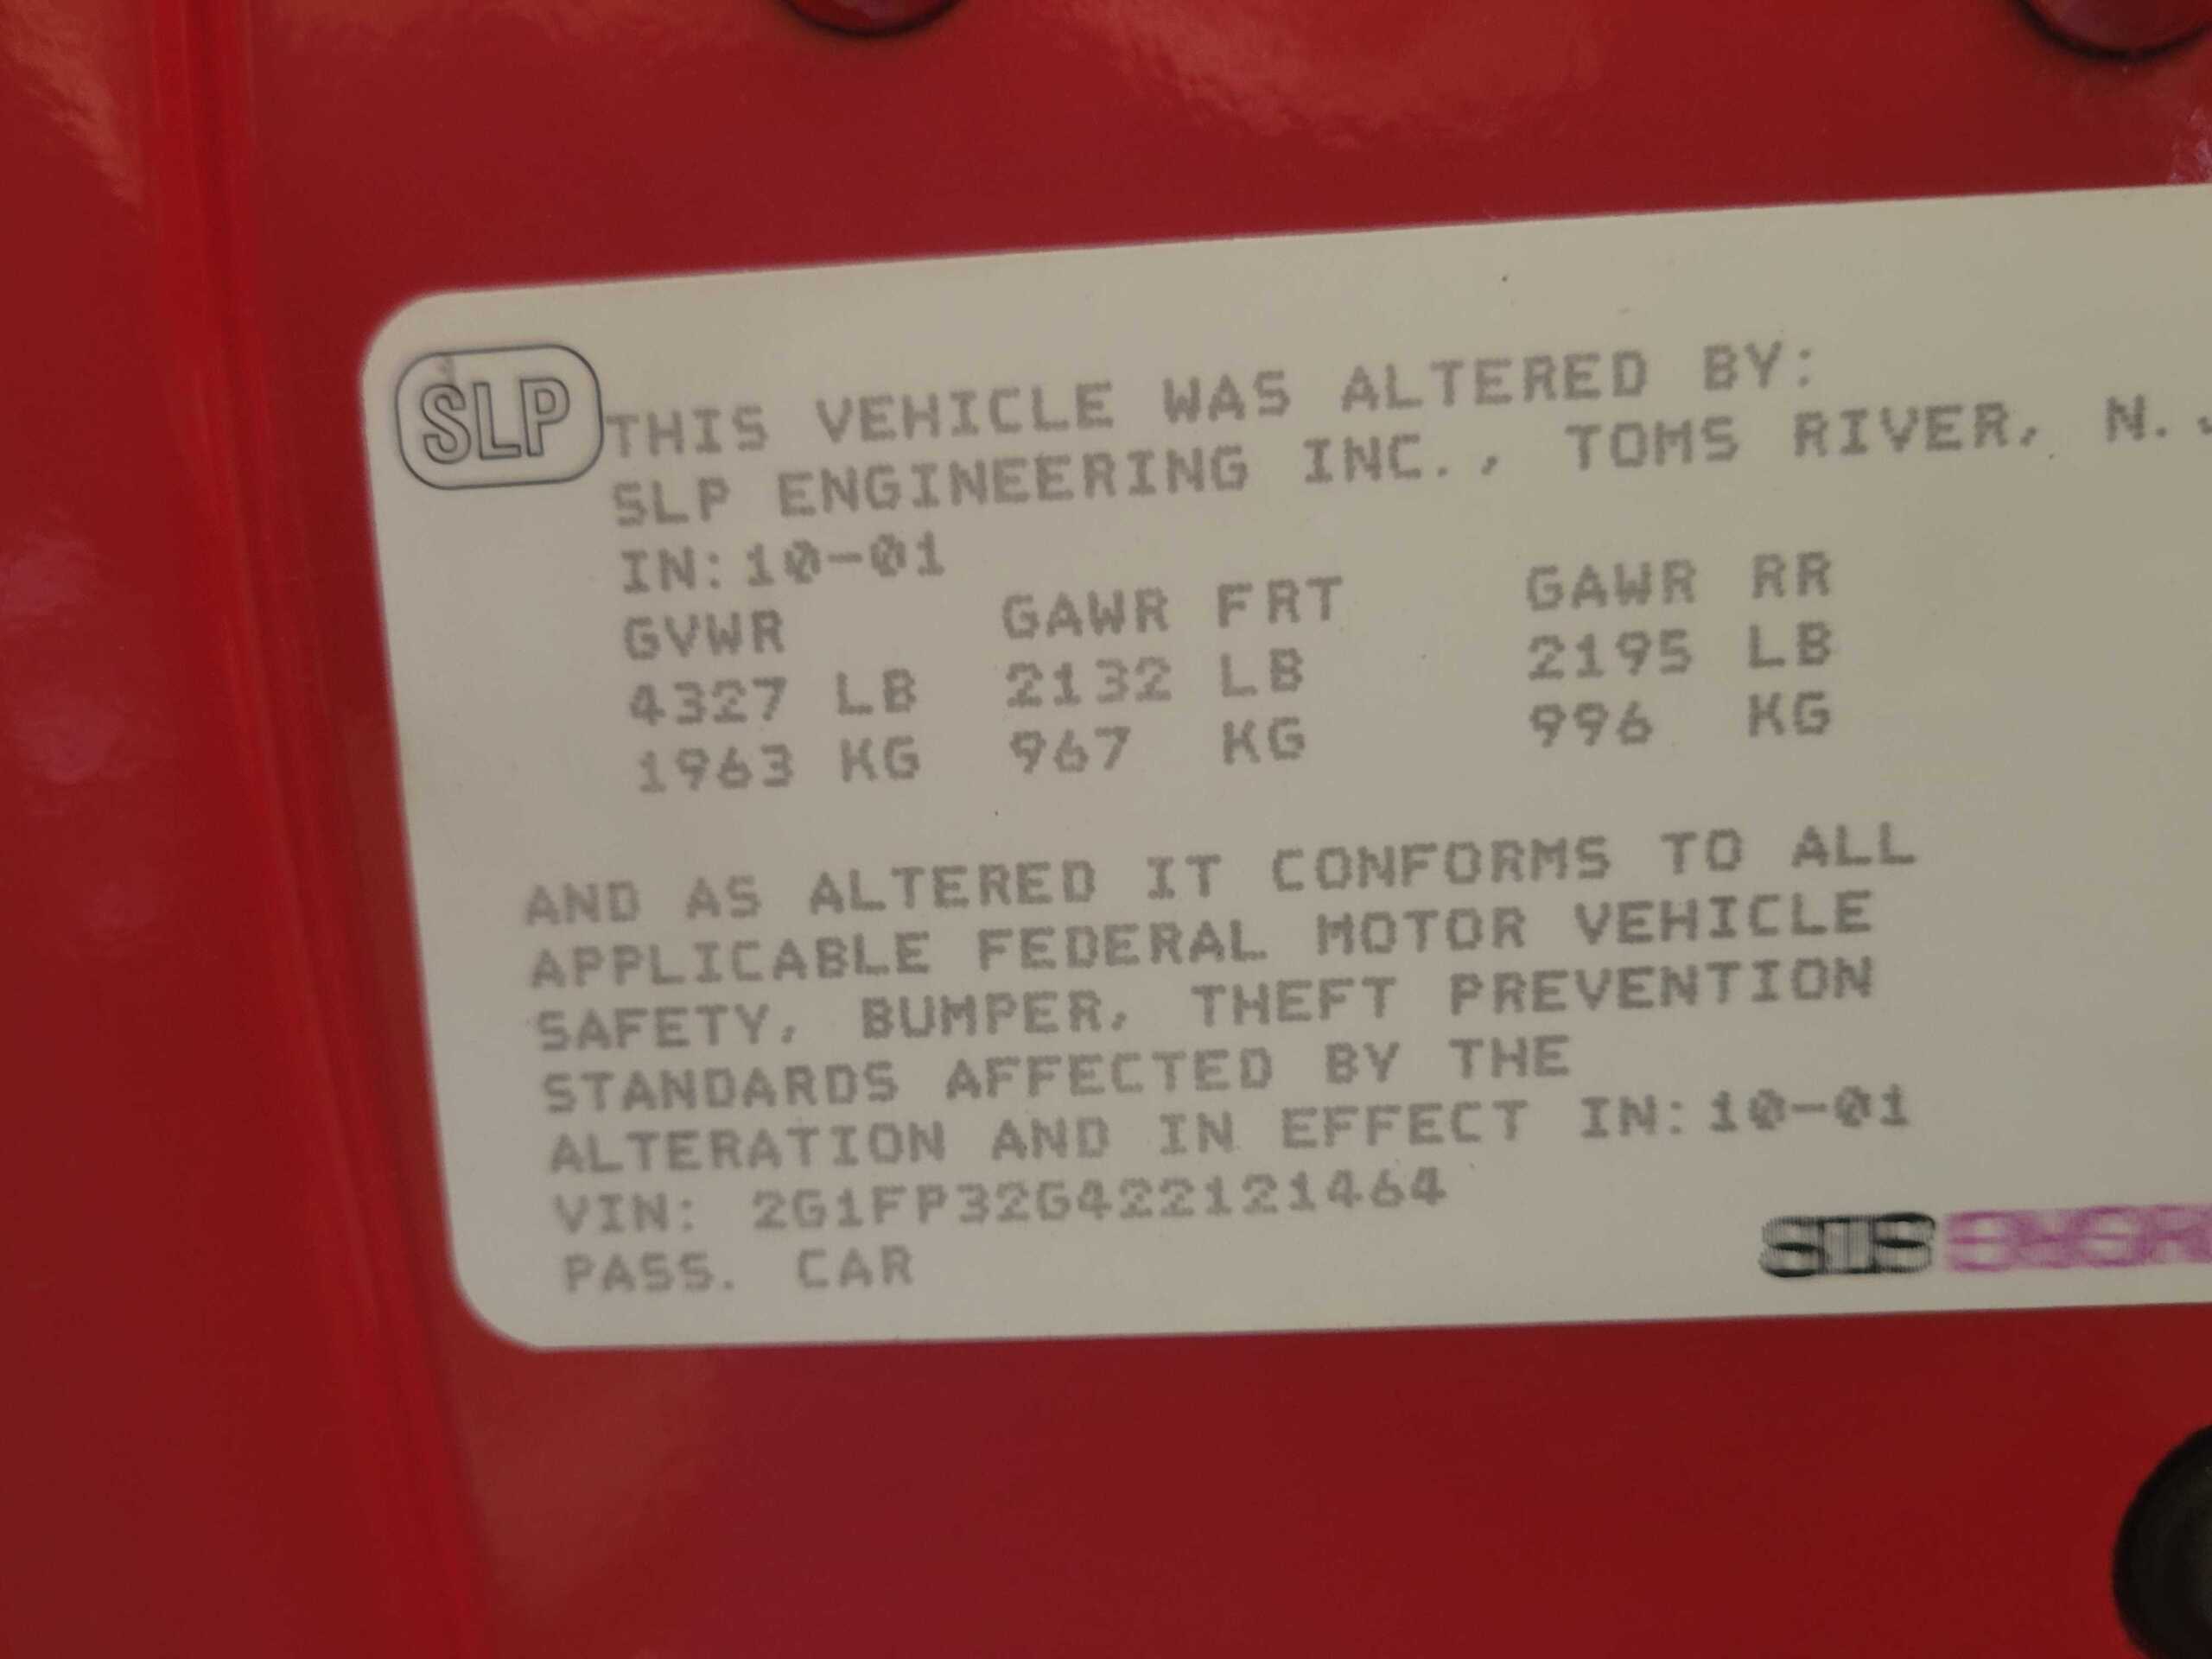 SLP
THIS VEHICLE WAS ALTERED BY:
SLP ENGINEERING INC., TOMS RIVER, N.J
IN:10-01
GVWR GAWR FRT GAWR RR
4327 LB 2132 LB 2195 LB
1963 KG 967 KG 996 KG
AND AS ALTERED IT CONFORMS TO ALL
APPLICABLE FEDERAL MOTOR VEHICLE
SAFETY, BUMPER, THEFT PREVENTION
STANDARDS AFFECTED BY THE
ALTERATION AND IN EFFECT IN:10-01
VIN: 2G1FP32G422121464
PASS. CAR